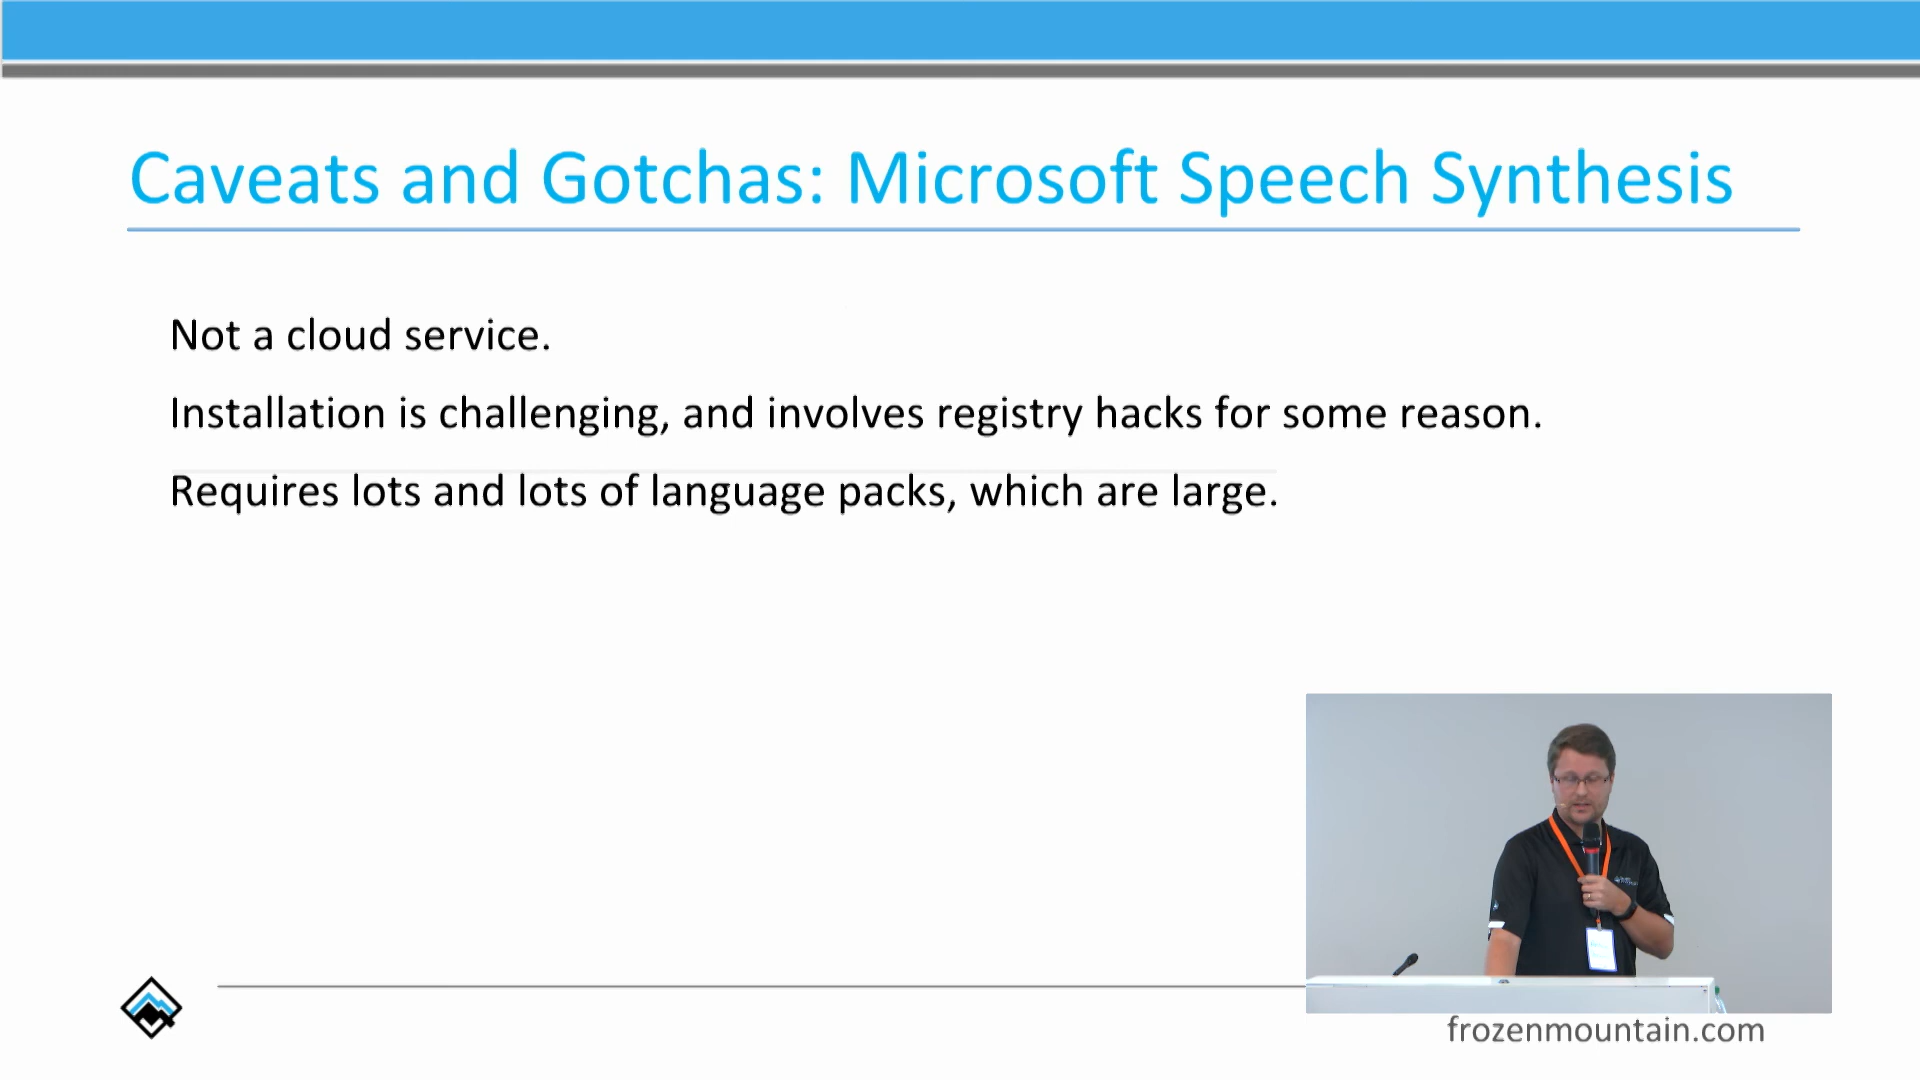 Caveats and Gotchas: Microsoft Speech Synthesis
Not a cloud service.
Installation is challenging, and involves registry hacks for some reason.
Requires lots and lots of language packs, which are large.
frozenmountain.com